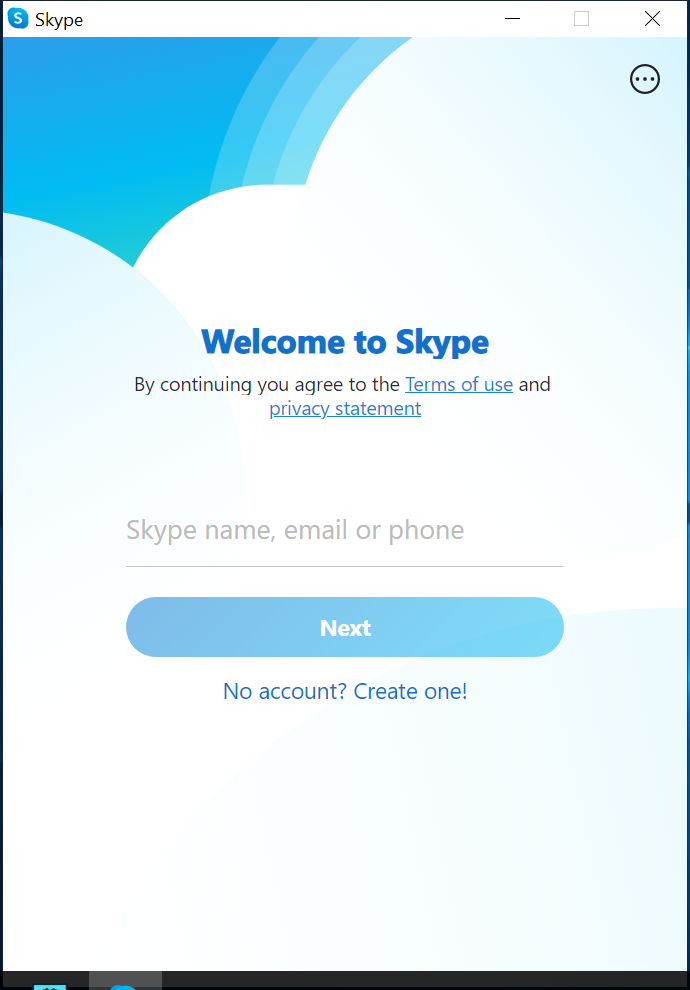 Skype
Welcome to Skype
By continuing you agree to the Terms of use and
privacy statement
Skype name, email or phone
Next
No account? Create one!